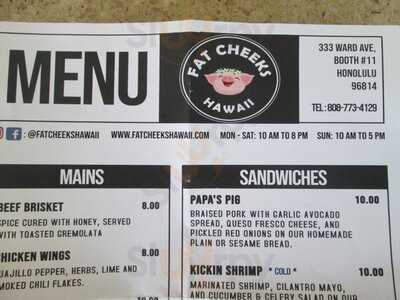 MENU
FAT CHEEKS
HAWAII
333 WARD AVE,
BOOTH #11
HONOLULU
96814
TEL: 808-773-4129
: @FATCHEEKSHAWAII WWW.FATCHEEKSHAWAII.COM MON - SAT: 10 AM TO 8 PM SUN: 10 AM TO 5 PM
MAINS
BEEF BRISKET 8.00
SPICE CURED WITH HONEY, SERVED
WITH TOASTED GREMOLATA
CHICKEN WINGS 8.00
GUAJILLO PEPPER, HERBS, LIME AND
SMOKED CHILI FLAKES.
10.00
SANDWICHES
PAPA'S PIG 10.00
BRAISED PORK WITH GARLIC AVOCADO
SPREAD, QUESO FRESCO CHEESE, AND
PICKLED RED ONIONS ON OUR HOMEMADE
PLAIN OR SESAME BREAD.
KICKIN SHRIMP * COLD * 10.00
MARINATED SHRIMP, CILANTRO MAYO,
AND CUCUMBER & CELERY SALAD ON OUR